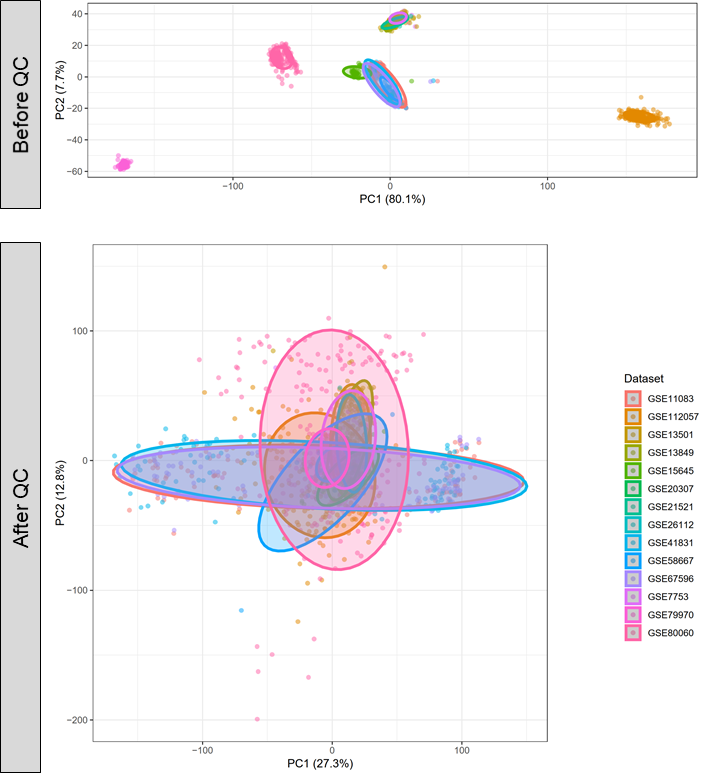 Before QC
PC2 (7.7%)
40
20
0
−20
−40
−60
−100
0
100
PC1 (80.1%)
After QC
PC2 (12.8%)
100
0
−100
−200
−100
0
100
PC1 (27.3%)
Dataset
GSE11083
GSE112057
GSE13501
GSE13849
GSE15645
GSE20307
GSE21521
GSE26112
GSE41831
GSE58667
GSE67596
GSE7753
GSE79970
GSE80060